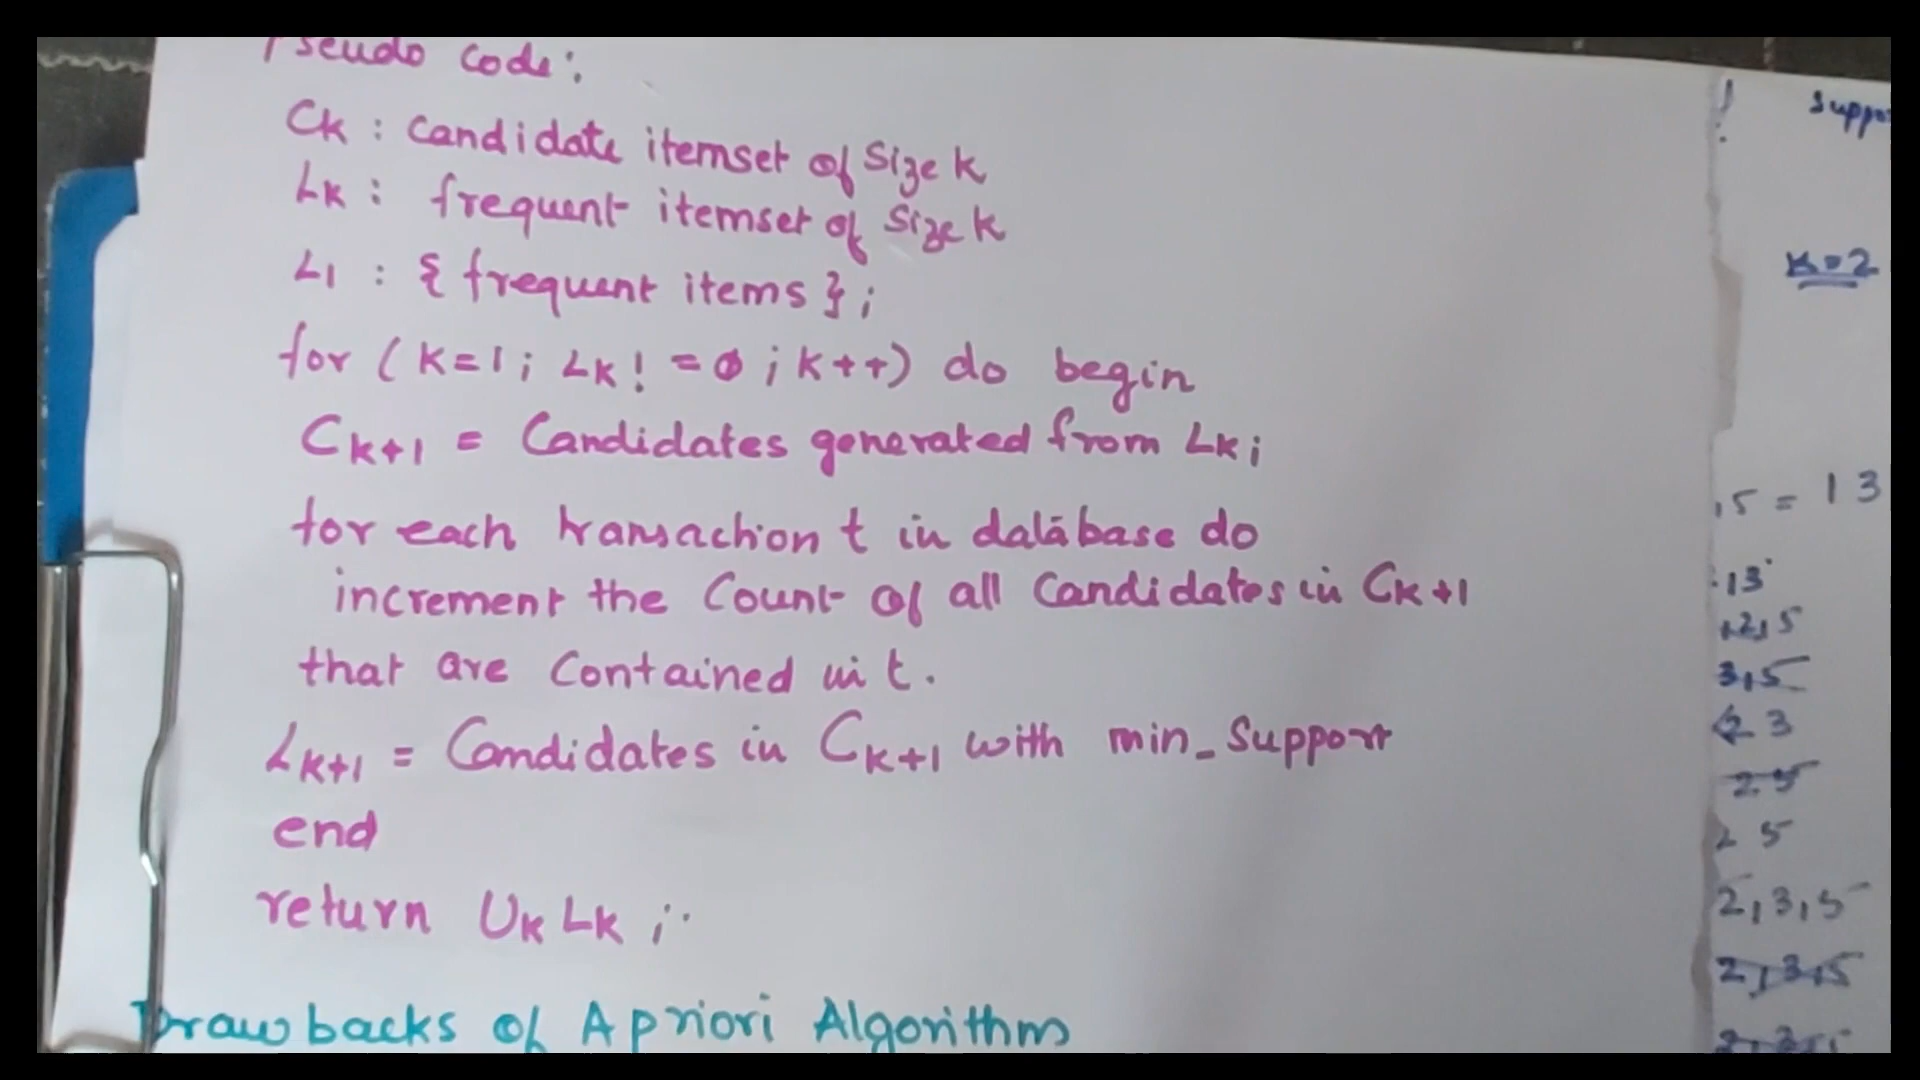 Pseudo code:
Ck : candidate itemset of Size k
Lk : frequent itemset of Size k
L1 : { frequent items } ;
for ( k=1 ; Lk ! =ϕ ; k++) do begin
Ck+1 = Candidates generated from Lk ;
for each transaction t in database do
increment the Count of all Candidates in Ck+1
that are Contained in t.
Lk+1 = Candidates in Ck+1 with min_Support
end
return Uk Lk ;
Drawbacks of Apriori Algorithms
K=2
,5 = 13
13
3,5
2 3
2 5
2 5
2,3,5
2,3,5